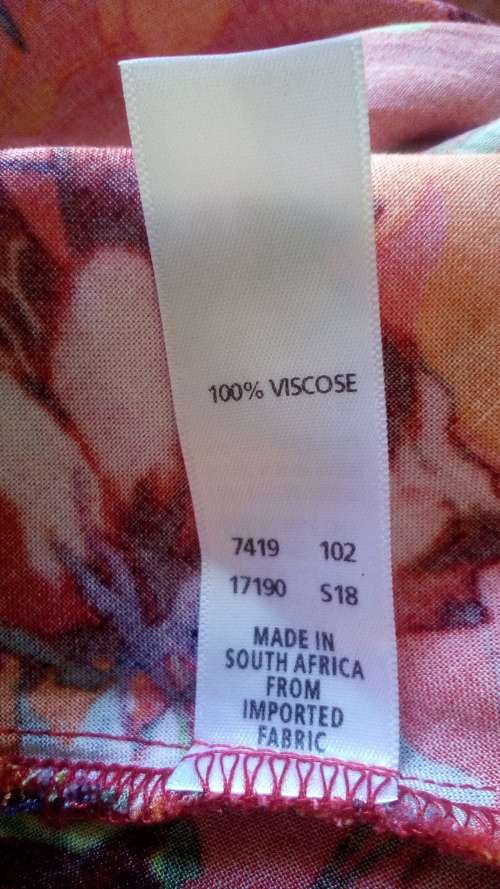 100% VISCOSE
7419 102
17190 S18
MADE IN
SOUTH AFRICA
FROM
IMPORTED
FABRIC